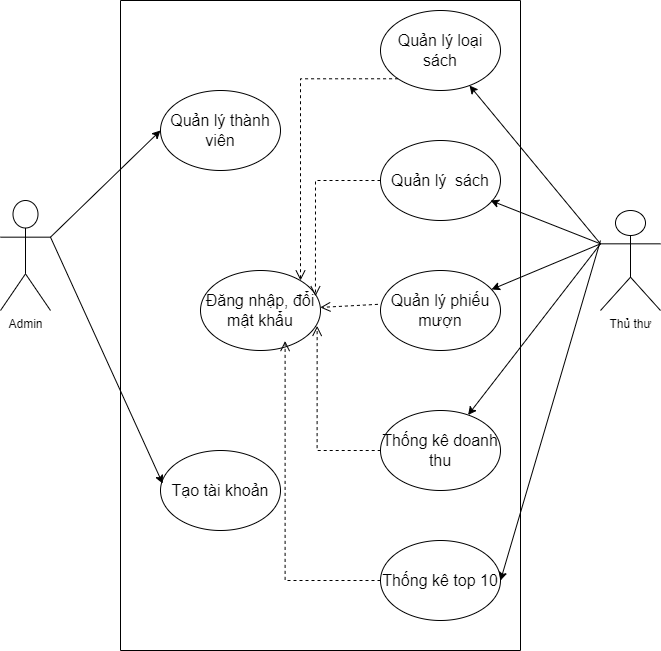 Quản lý loại
sách
Quản lý thành
viên
Quản lý  sách
Đăng nhập, đổi
mật khẩu
Quản lý phiếu
mượn
Admin
Thủ thư
Thống kê doanh
thu
Tạo tài khoản
Thống kê top 10